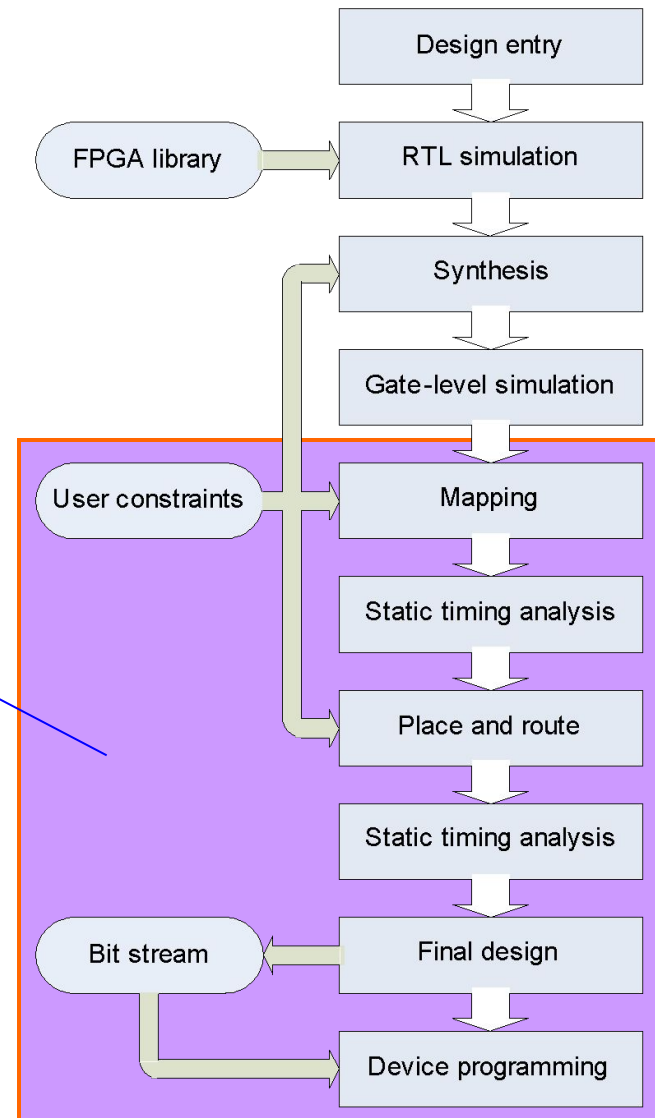 Design entry
FPGA library
RTL simulation
Synthesis
Gate-level simulation
User constraints
Mapping
Static timing analysis
Place and route
Static timing analysis
Bit stream
Final design
Device programming